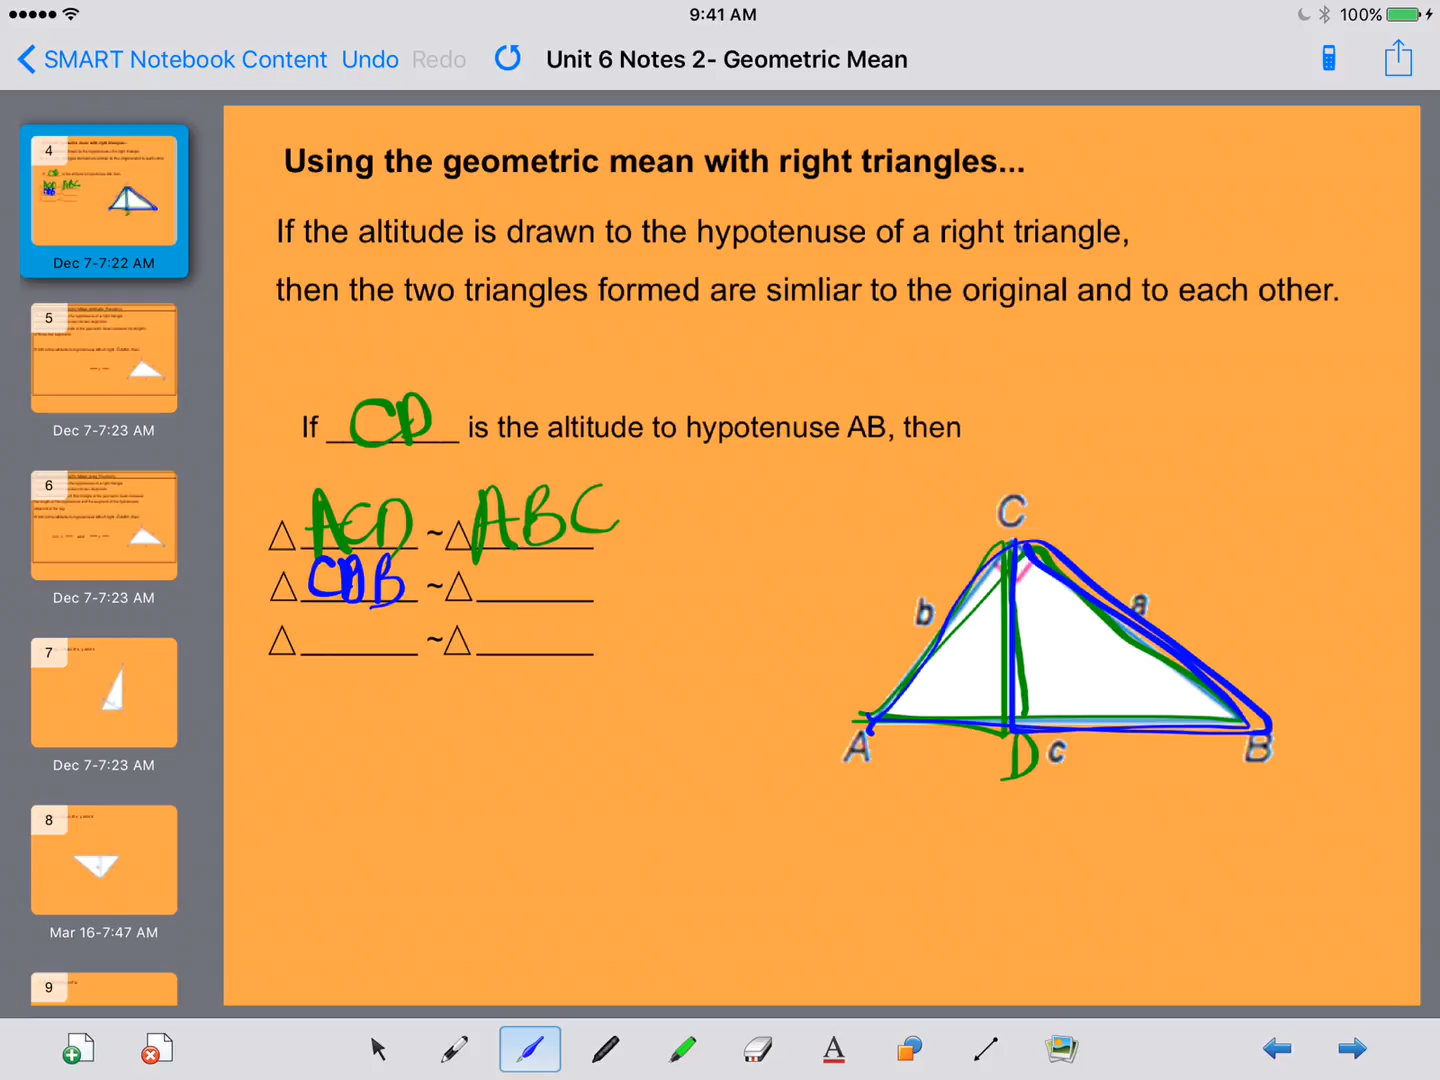 9:41 AM
100%
SMART Notebook Content Undo Redo Unit 6 Notes 2- Geometric Mean
4
Dec 7-7:22 AM
5
Dec 7-7:23 AM
6
Dec 7-7:23 AM
7
Dec 7-7:23 AM
8
Mar 16-7:47 AM
9
Using the geometric mean with right triangles...
If the altitude is drawn to the hypotenuse of a right triangle,
then the two triangles formed are simliar to the original and to each other.
If CD is the altitude to hypotenuse AB, then
△ ACD ~△ ABC
△ CDB ~△ ______
△ ______ ~△ ______
C
b a
A D c B
A